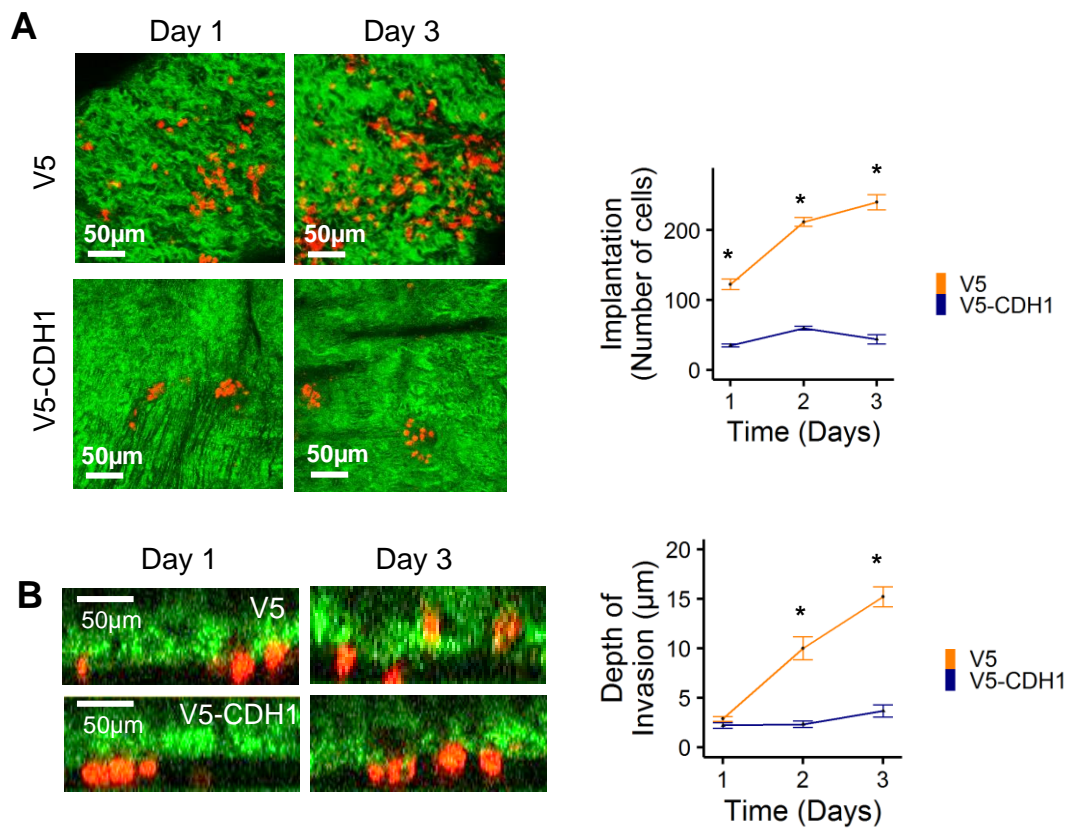 A
Day 1
Day 3
V5
50µm
50µm
V5-CDH1
50µm
50µm
Implantation
(Number of cells)
200
100
0
*
*
*
1
2
3
Time (Days)
V5
V5-CDH1
B
Day 1
Day 3
50µm
V5
50µm
V5-CDH1
Depth of
Invasion (µm)
20
15
10
5
0
*
*
1
2
3
Time (Days)
V5
V5-CDH1